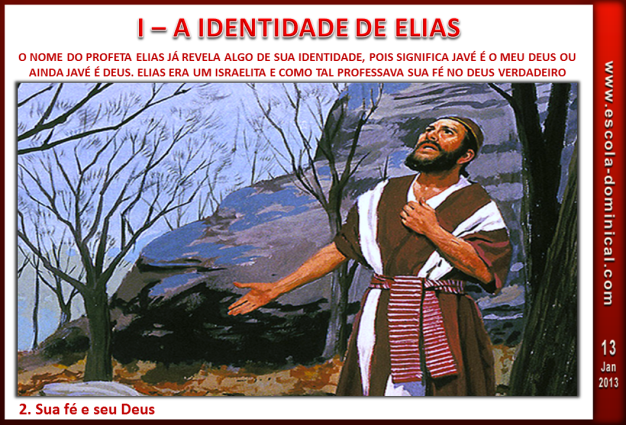 I – A IDENTIDADE DE ELIAS
O NOME DO PROFETA ELIAS JÁ REVELA ALGO DE SUA IDENTIDADE, POIS SIGNIFICA JAVÉ É O MEU DEUS OU
AINDA JAVÉ É DEUS. ELIAS ERA UM ISRAELITA E COMO TAL PROFESSAVA SUA FÉ NO DEUS VERDADEIRO
2. Sua fé e seu Deus
www.escola-dominical.com
13
Jan
2013